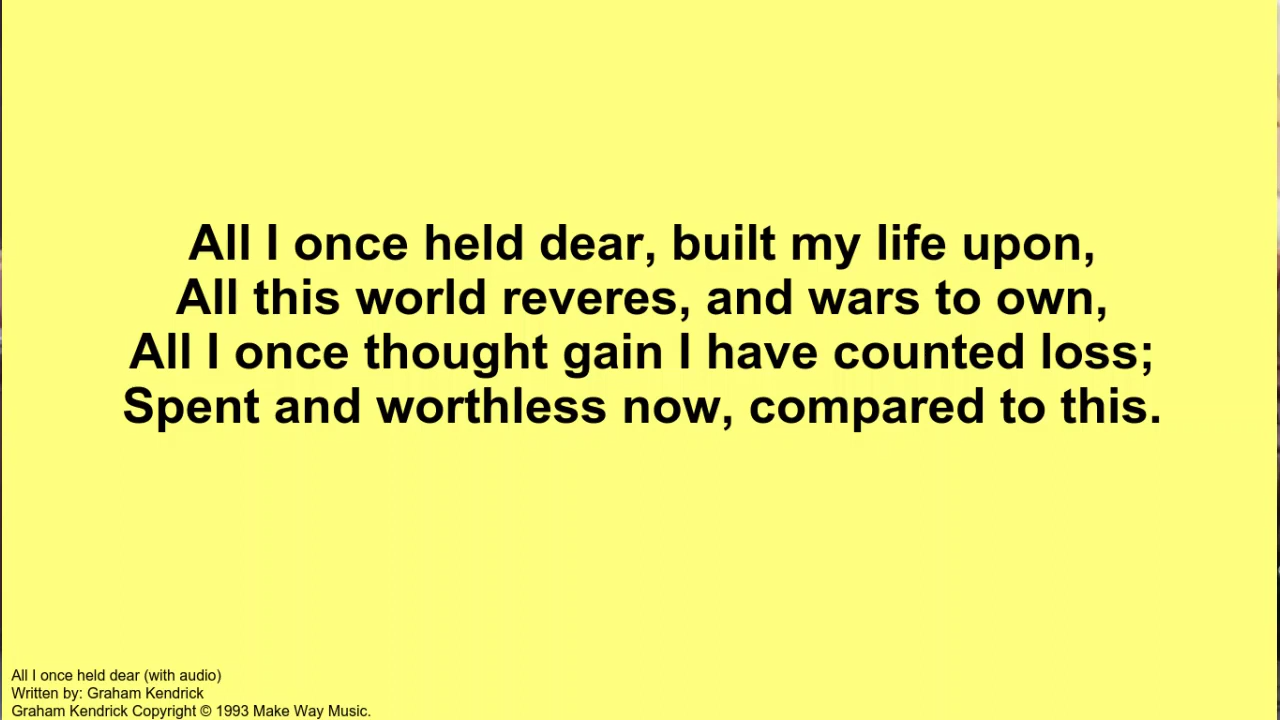 All I once held dear, built my life upon,
All this world reveres, and wars to own,
All I once thought gain I have counted loss;
Spent and worthless now, compared to this.
All I once held dear (with audio)
Written by: Graham Kendrick
Graham Kendrick Copyright © 1993 Make Way Music.